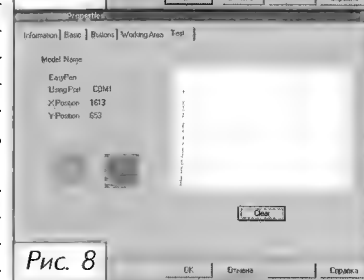 Properties
Information Basic Buttons Working Area Test
Model Name
EasyPen
Using Port COM1
X Position 1613
Y-Position 653
Clear
Рис. 8
OK Отмена Справка